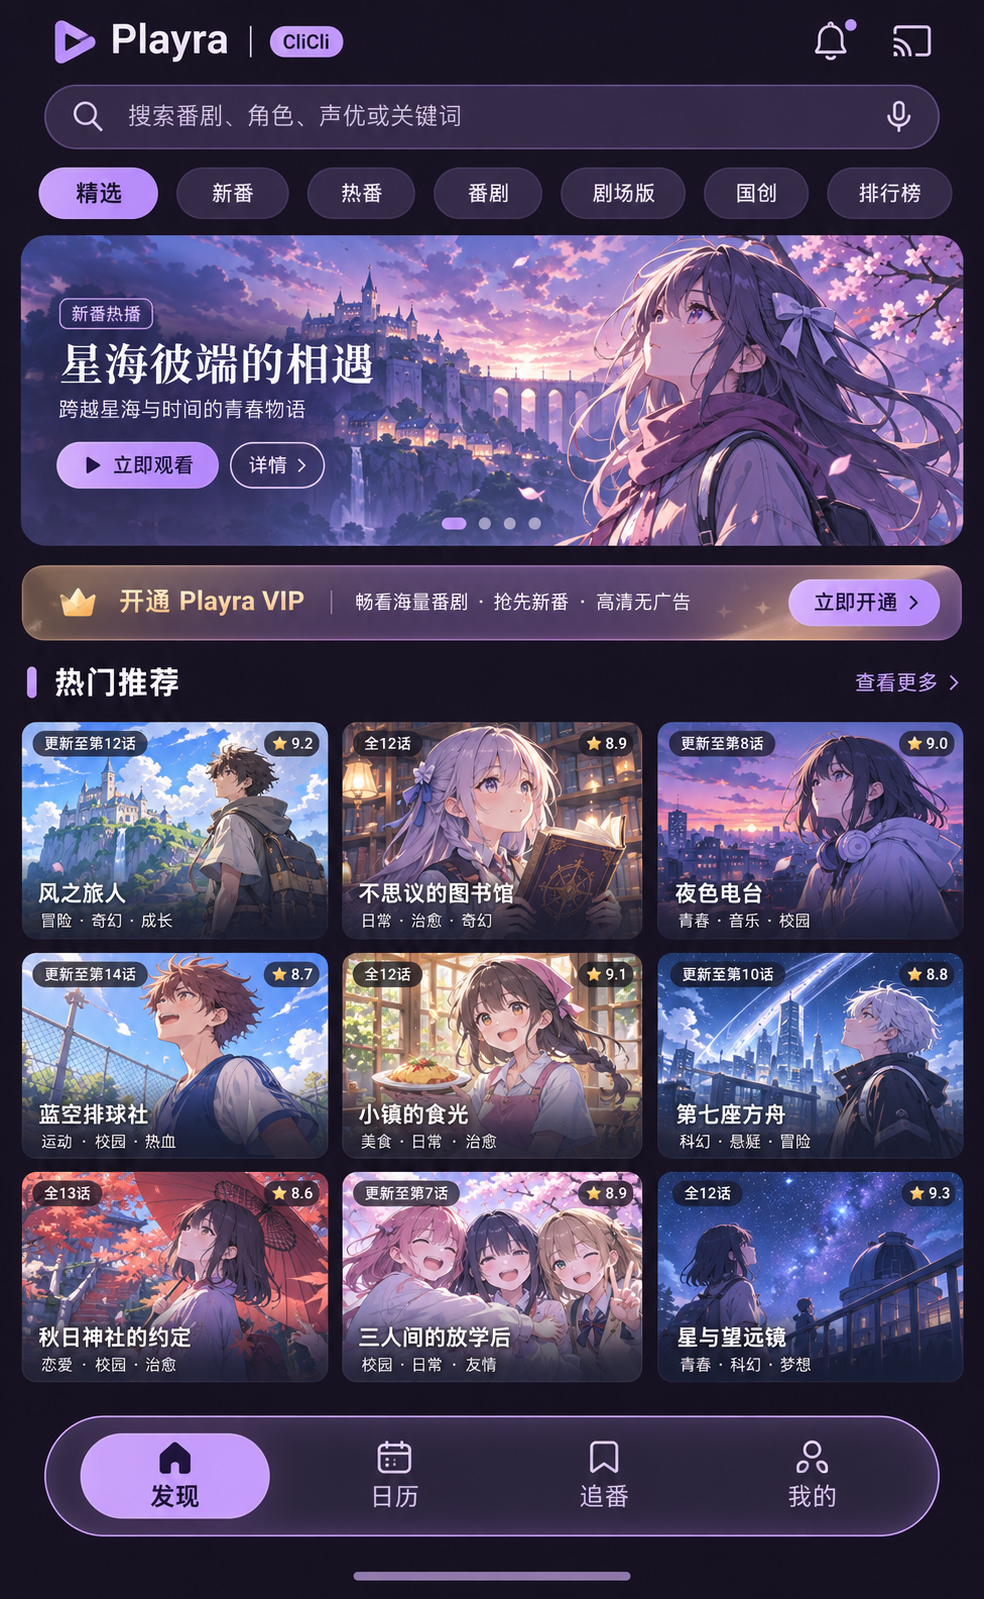 Playra | CliCli
搜索番剧、角色、声优或关键词
精选 新番 热番 番剧 剧场版 国创 排行榜
新番热播
星海彼端的相遇
跨越星海与时间的青春物语
立即观看 详情
开通 Playra VIP 畅看海量番剧 · 抢先新番 · 高清无广告 立即开通
热门推荐 查看更多
更新至第12话 9.2
风之旅人
冒险 · 奇幻 · 成长
全12话 8.9
不思议的图书馆
日常 · 治愈 · 奇幻
更新至第8话 9.0
夜色电台
青春 · 音乐 · 校园
更新至第14话 8.7
蓝空排球社
运动 · 校园 · 热血
全12话 9.1
小镇的食光
美食 · 日常 · 治愈
更新至第10话 8.8
第七座方舟
科幻 · 悬疑 · 冒险
全13话 8.6
秋日神社的约定
恋爱 · 校园 · 治愈
更新至第7话 8.9
三人间的放学后
校园 · 日常 · 友情
全12话 9.3
星与望远镜
青春 · 科幻 · 梦想
发现 日历 追番 我的